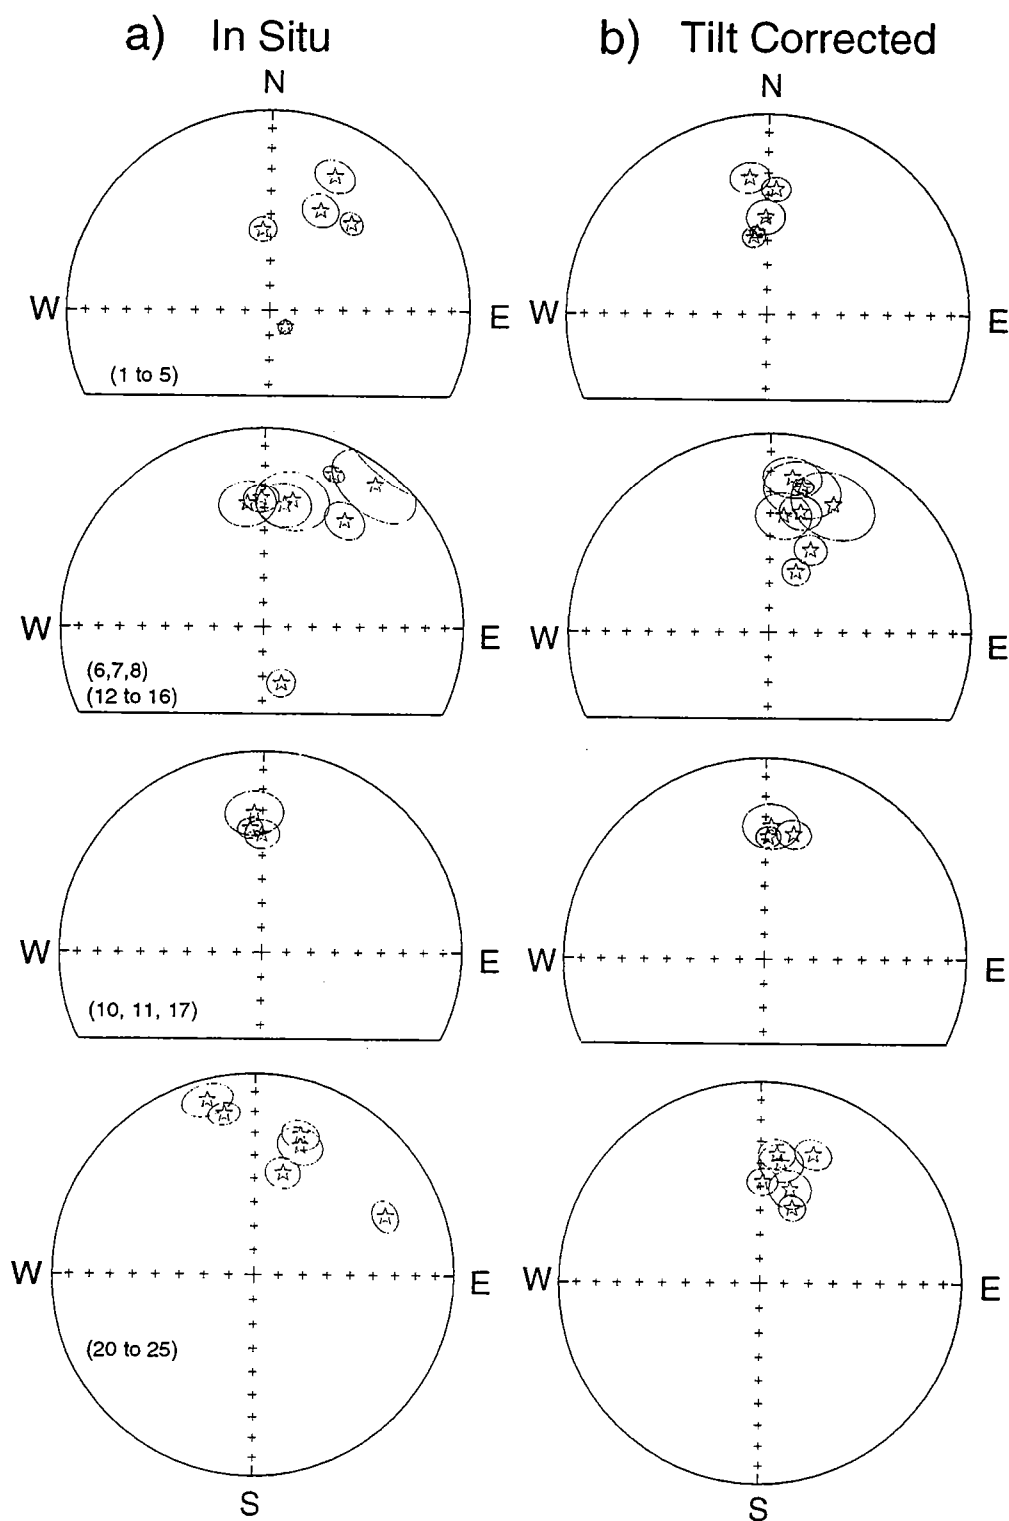 a) In Situ
b) Tilt Corrected
N
N
W
E
W
E
(1 to 5)
W
E
W
E
(6,7,8)
(12 to 16)
W
E
W
E
(10, 11, 17)
W
E
W
E
(20 to 25)
S
S